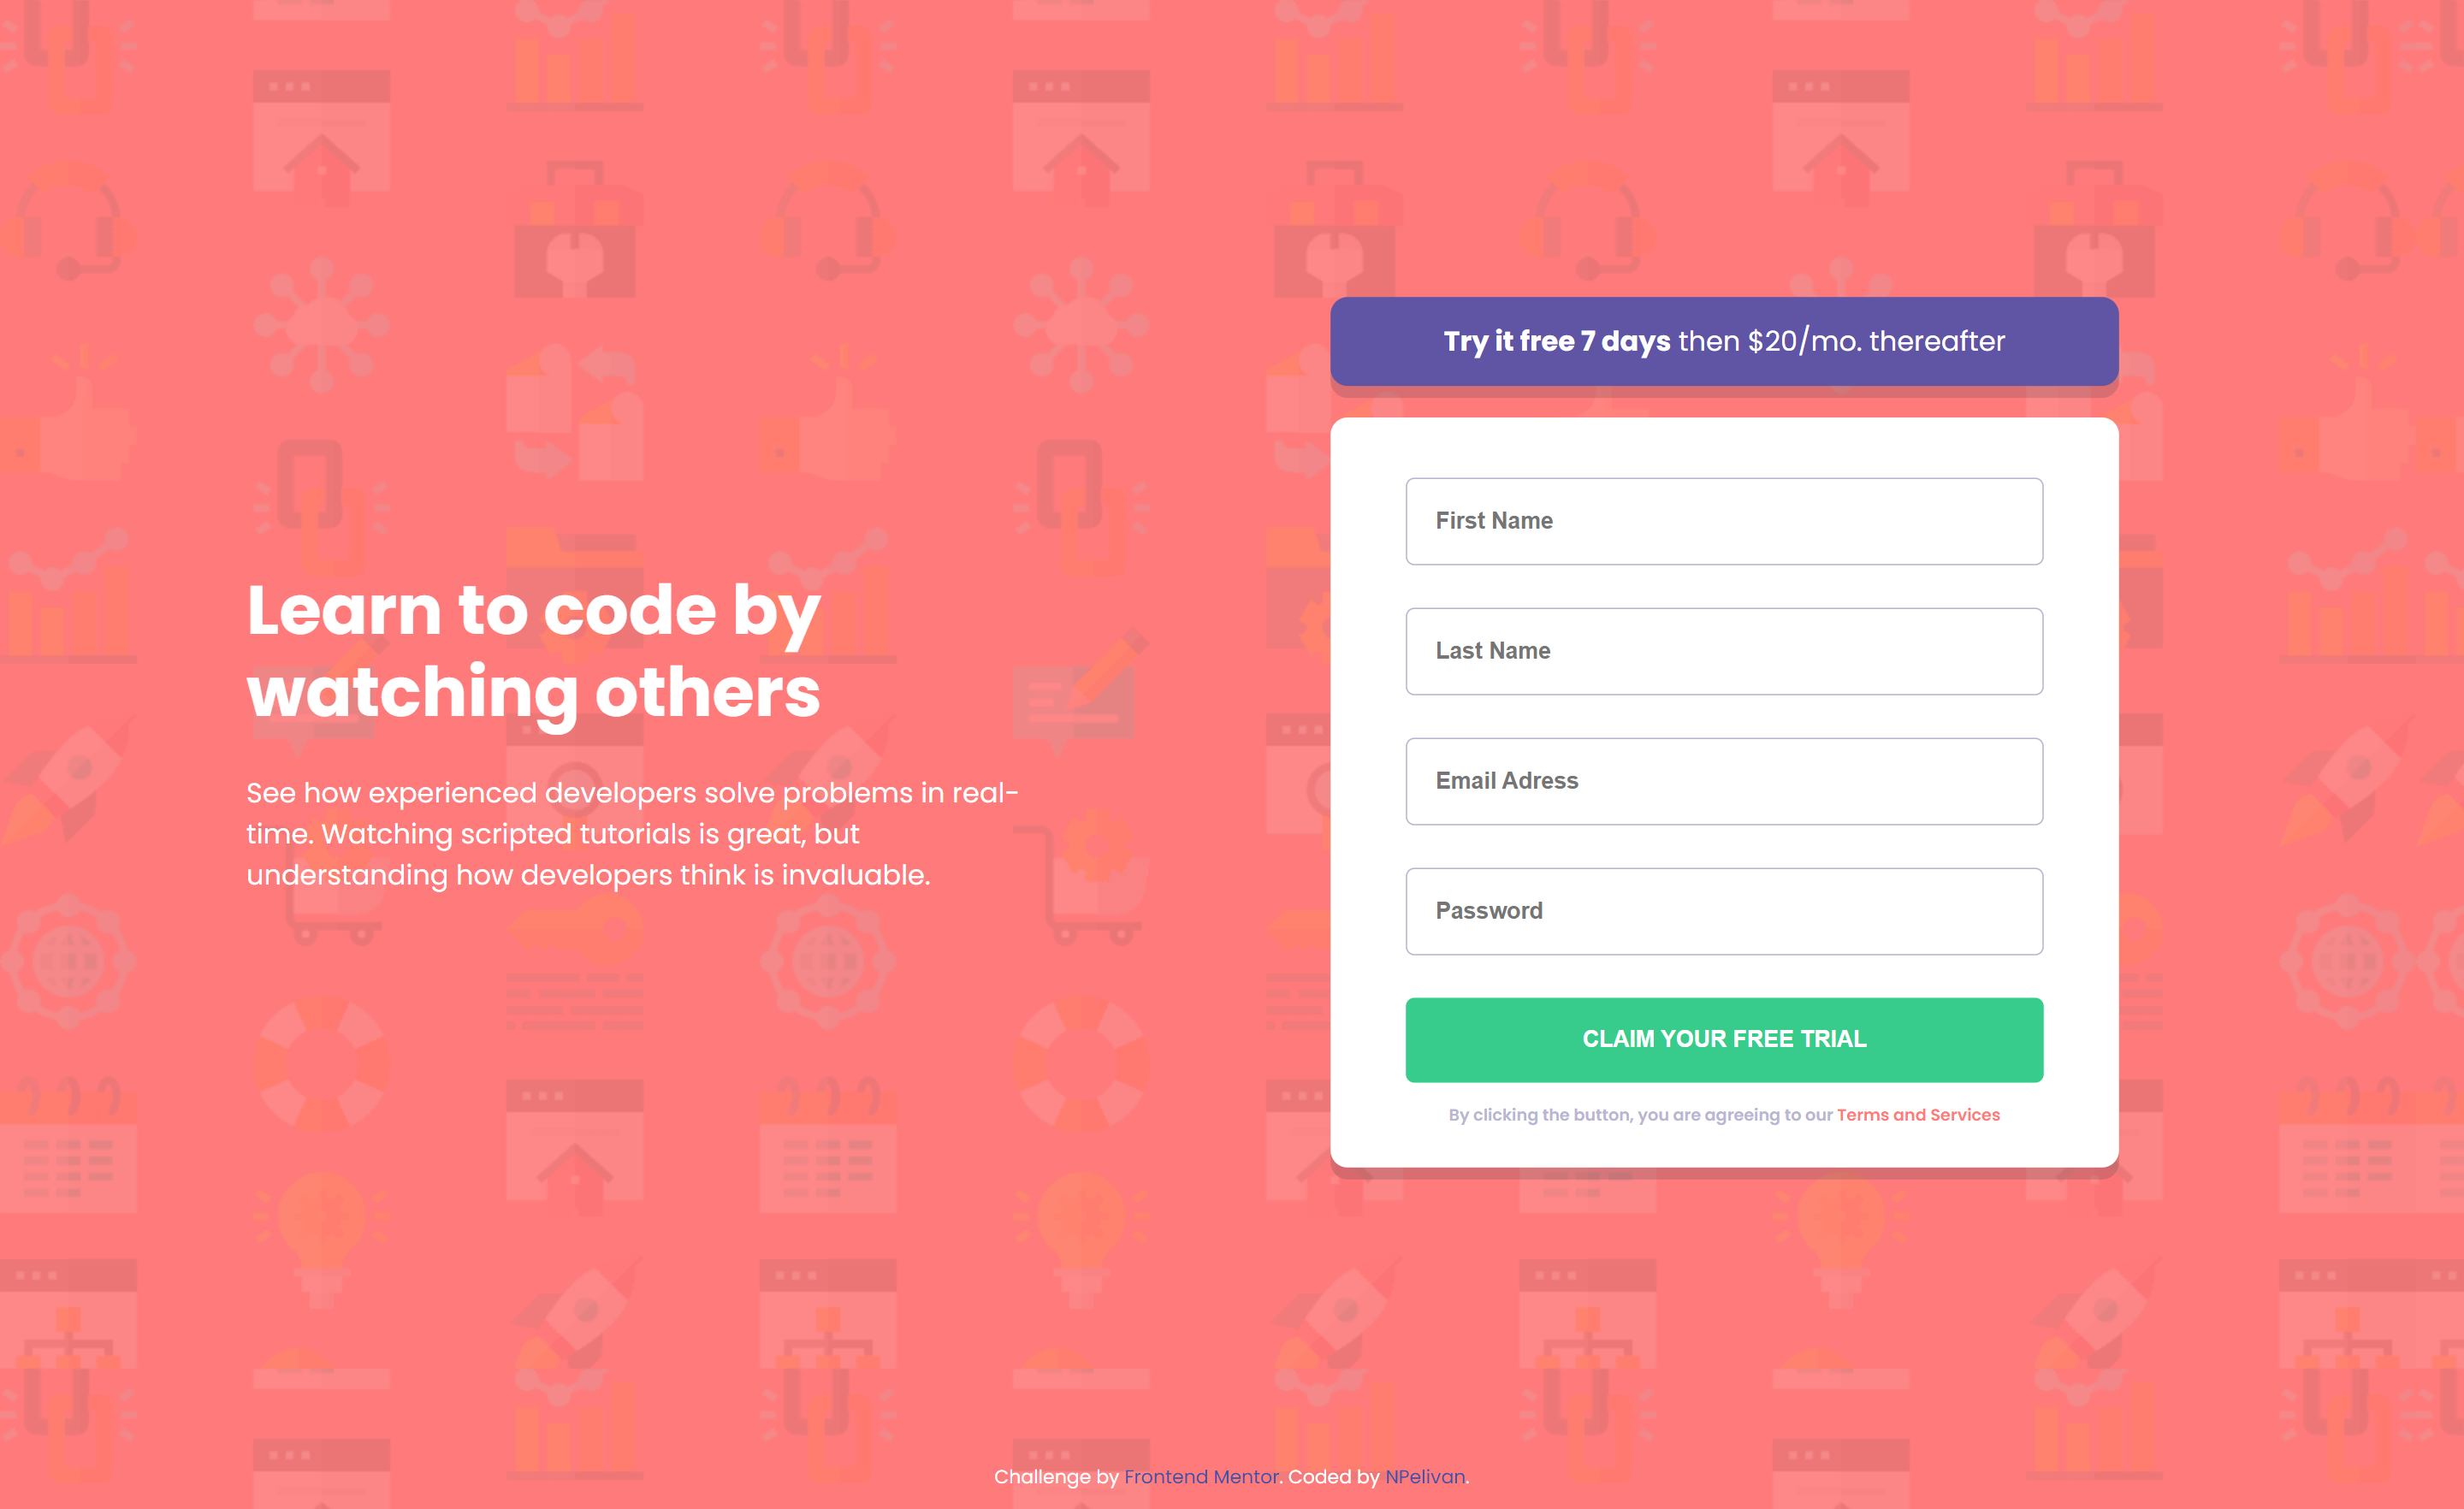 Learn to code by
watching others
See how experienced developers solve problems in real-
time. Watching scripted tutorials is great, but
understanding how developers think is invaluable.
Try it free 7 days then $20/mo. thereafter
First Name
Last Name
Email Adress
Password
CLAIM YOUR FREE TRIAL
By clicking the button, you are agreeing to our Terms and Services
Challenge by Frontend Mentor. Coded by NPelivan.